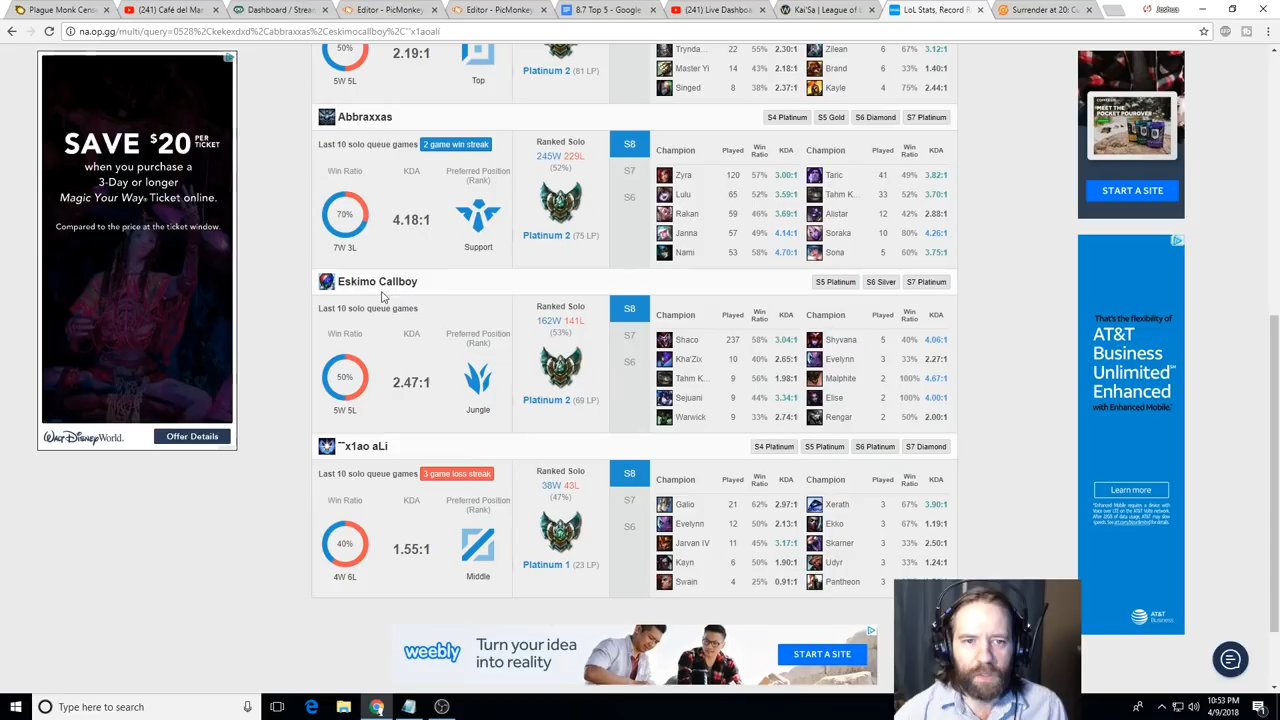 Plague Monk Censer
(241) Café del Mar
Dashboard / Streas
Editor - PicMonkey
Editor - PicMonkey
8.7 Top 5 - Google
(241) Live Dashboard
Kai'Sa | League of L
LoL Stats, Record R
Surrender at 20: C
Joshua
na.op.gg/multi/query=0528%2Ckekexdxd%2Cabbraxxas%2Ceskimocallboy%2C˜˜x1aoali
50%
5W 5L
2.19:1
Top
Platinum 2 (81 LP)
Trynda... 22 55% 2.30:1 Zilean 6 67% 3.12:1
Master Yi 14 43% 2.18:1 Brand 6 33% 1.40:1
Singed 8 38% 2.37:1 Kayle 4 75% 2.44:1
Abbraxxas S4 Platinum S5 Gold S6 Diamond S7 Platinum
Last 10 solo queue games 2 game win streak
Win Ratio KDA Preferred Position (Rank)
70%
7W 3L
4.18:1
Support
Ranked Solo
245W 229L
(52%)
Platinum 2 (75 LP)
S8
S7
S6
Champion Played Win Ratio KDA Champion Played Win Ratio KDA
Zyra 120 57% 3.00:1 Taric 41 49% 3.82:1
Lulu 65 52% 3.59:1 Tahm K... 33 52% 3.70:1
Rakan 59 46% 3.69:1 Alistar 12 42% 2.88:1
Janna 57 49% 4.14:1 Soraka 10 80% 4.26:1
Nami 53 58% 4.70:1 Sona 5 60% 3.75:1
Eskimo Callboy S5 Platinum S6 Silver S7 Platinum
Last 10 solo queue games
Win Ratio KDA Preferred Position (Rank)
50%
5W 5L
2.47:1
Jungle
Ranked Solo
162W 141L
(53%)
Platinum 2 (69 LP)
S8
S7
S6
Champion Played Win Ratio KDA Champion Played Win Ratio KDA
Shaco 237 58% 3.04:1 Shyvana 5 40% 4.06:1
Kha'Zix 10 40% 2.65:1 Evelynn 3 33% 2.27:1
Tahm K... 9 56% 1.98:1 Malphite 2 100% 4.67:1
Sejuani 9 44% 3.34:1 Elise 2 100% 4.00:1
Warwick 9 33% 2.74:1 Rengar 2 50% 2.00:1
˜˜x1ao aLi S4 Platinum S5 Platinum S6 Platinum S7 Diamond
Last 10 solo queue games 3 game loss streak
Win Ratio KDA Preferred Position (Rank)
40%
4W 6L
1.55:1
Middle
Ranked Solo
38W 43L
(47%)
Platinum 1 (23 LP)
S8
S7
S6
Champion Played Win Ratio KDA Champion Played Win Ratio KDA
Galio 62% 2.97:1 Xerath 67% 3.90:1
Evelynn Ekko 1.19:1
Jarvan IV 11 45% 3.17:1 Skarner 3 33% 2.50:1
Kayn 6 50% 1.90:1 Udyr 3 33% 1.24:1
Swain 4 25% 0.91:1 Pantheon 3
SAVE $20 PER TICKET
when you purchase a
3-Day or longer
Magic Your Way® Ticket online.
Compared to the price at the ticket window.
WALT DISNEY World.
Offer Details
MEET THE
POCKET POUROVER
START A SITE
That's the flexibility of
AT&T
Business
Unlimited
Enhanced
with Enhanced Mobile.*
Learn more
AT&T
Business
weebly
Turn your idea
into reality
START A SITE
Type here to search
10:53 PM
4/9/2018